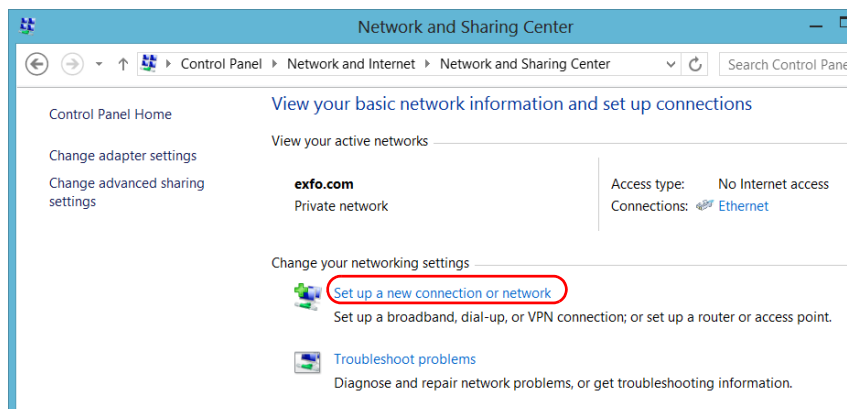 Network and Sharing Center
Control Panel Network and Internet Network and Sharing Center
Search Control Pane
Control Panel Home
Change adapter settings
Change advanced sharing
settings
View your basic network information and set up connections
View your active networks
exfo.com
Private network
Access type: No Internet access
Connections: Ethernet
Change your networking settings
Set up a new connection or network
Set up a broadband, dial-up, or VPN connection; or set up a router or access point.
Troubleshoot problems
Diagnose and repair network problems, or get troubleshooting information.